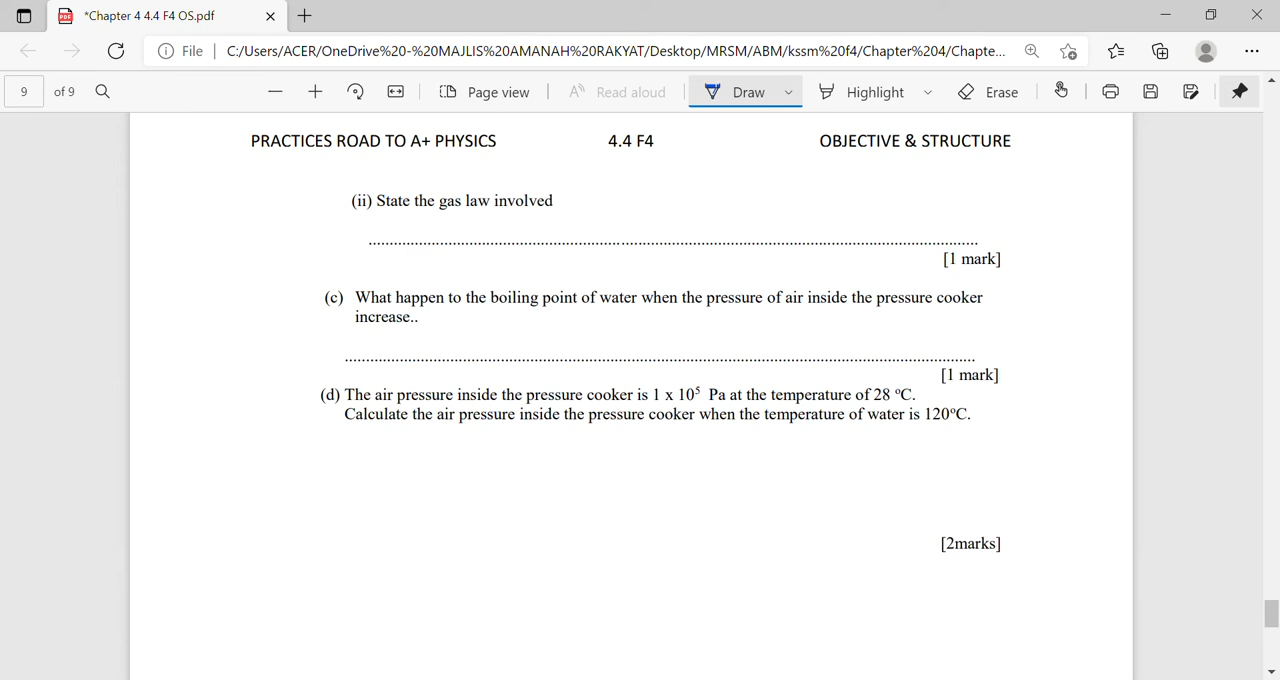 *Chapter 4 4.4 F4 OS.pdf
File | C:/Users/ACER/OneDrive%20-%20MAJLIS%20AMANAH%20RAKYAT/Desktop/MRSM/ABM/kssm%20f4/Chapter%204/Chapte...
9 of 9 Page view Read aloud Draw Highlight Erase
PRACTICES ROAD TO A+ PHYSICS 4.4 F4 OBJECTIVE & STRUCTURE
(ii) State the gas law involved
................................................................................
[1 mark]
(c) What happen to the boiling point of water when the pressure of air inside the pressure cooker
increase..
................................................................................
[1 mark]
(d) The air pressure inside the pressure cooker is 1 x 10⁵ Pa at the temperature of 28 ºC.
Calculate the air pressure inside the pressure cooker when the temperature of water is 120ºC.
[2marks]